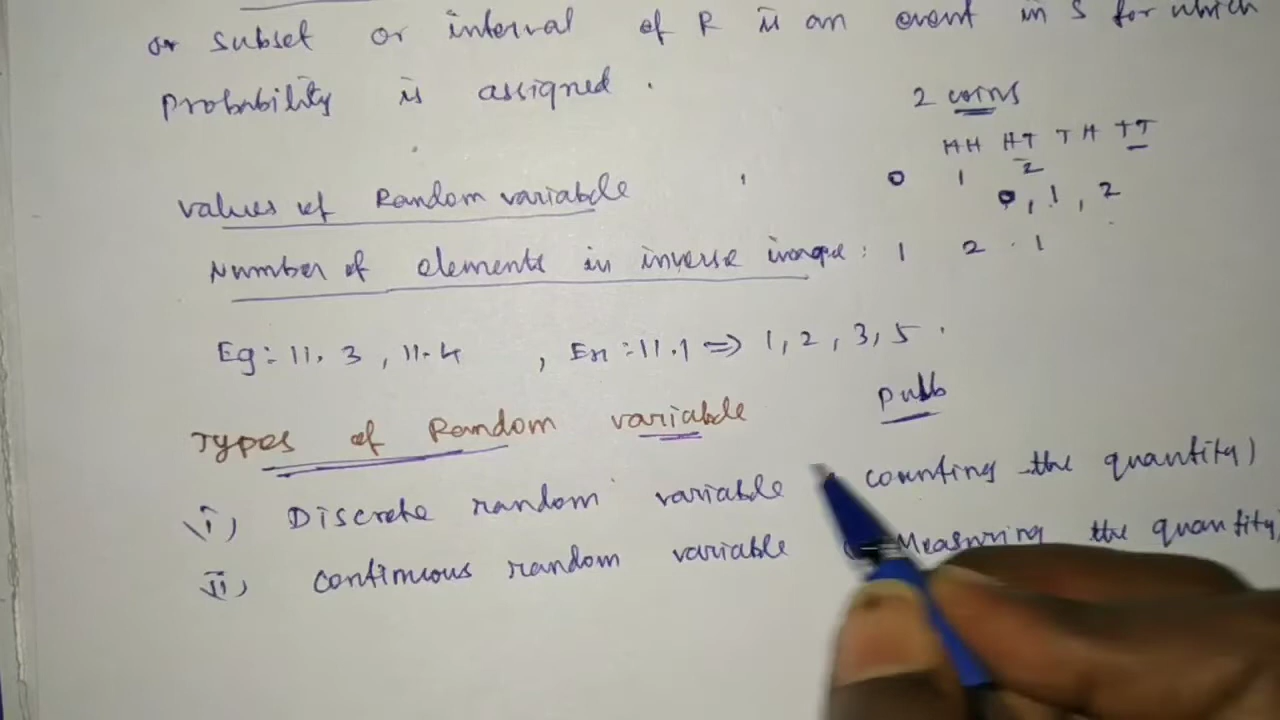 or subset or interval of R is an event in S for which
probability is assigned.
2 coins
HH HT TH TT
values of Random variable 0 1 2
0, 1, 2
Number of elements in inverse image: 1 2 1
Eg: 11.3, 11.4, Ex: 11.1 => 1, 2, 3, 5.
Types of Random variable
i) Discrete random variable counting the quantity)
ii) continuous random variable (Measuring the quantity)